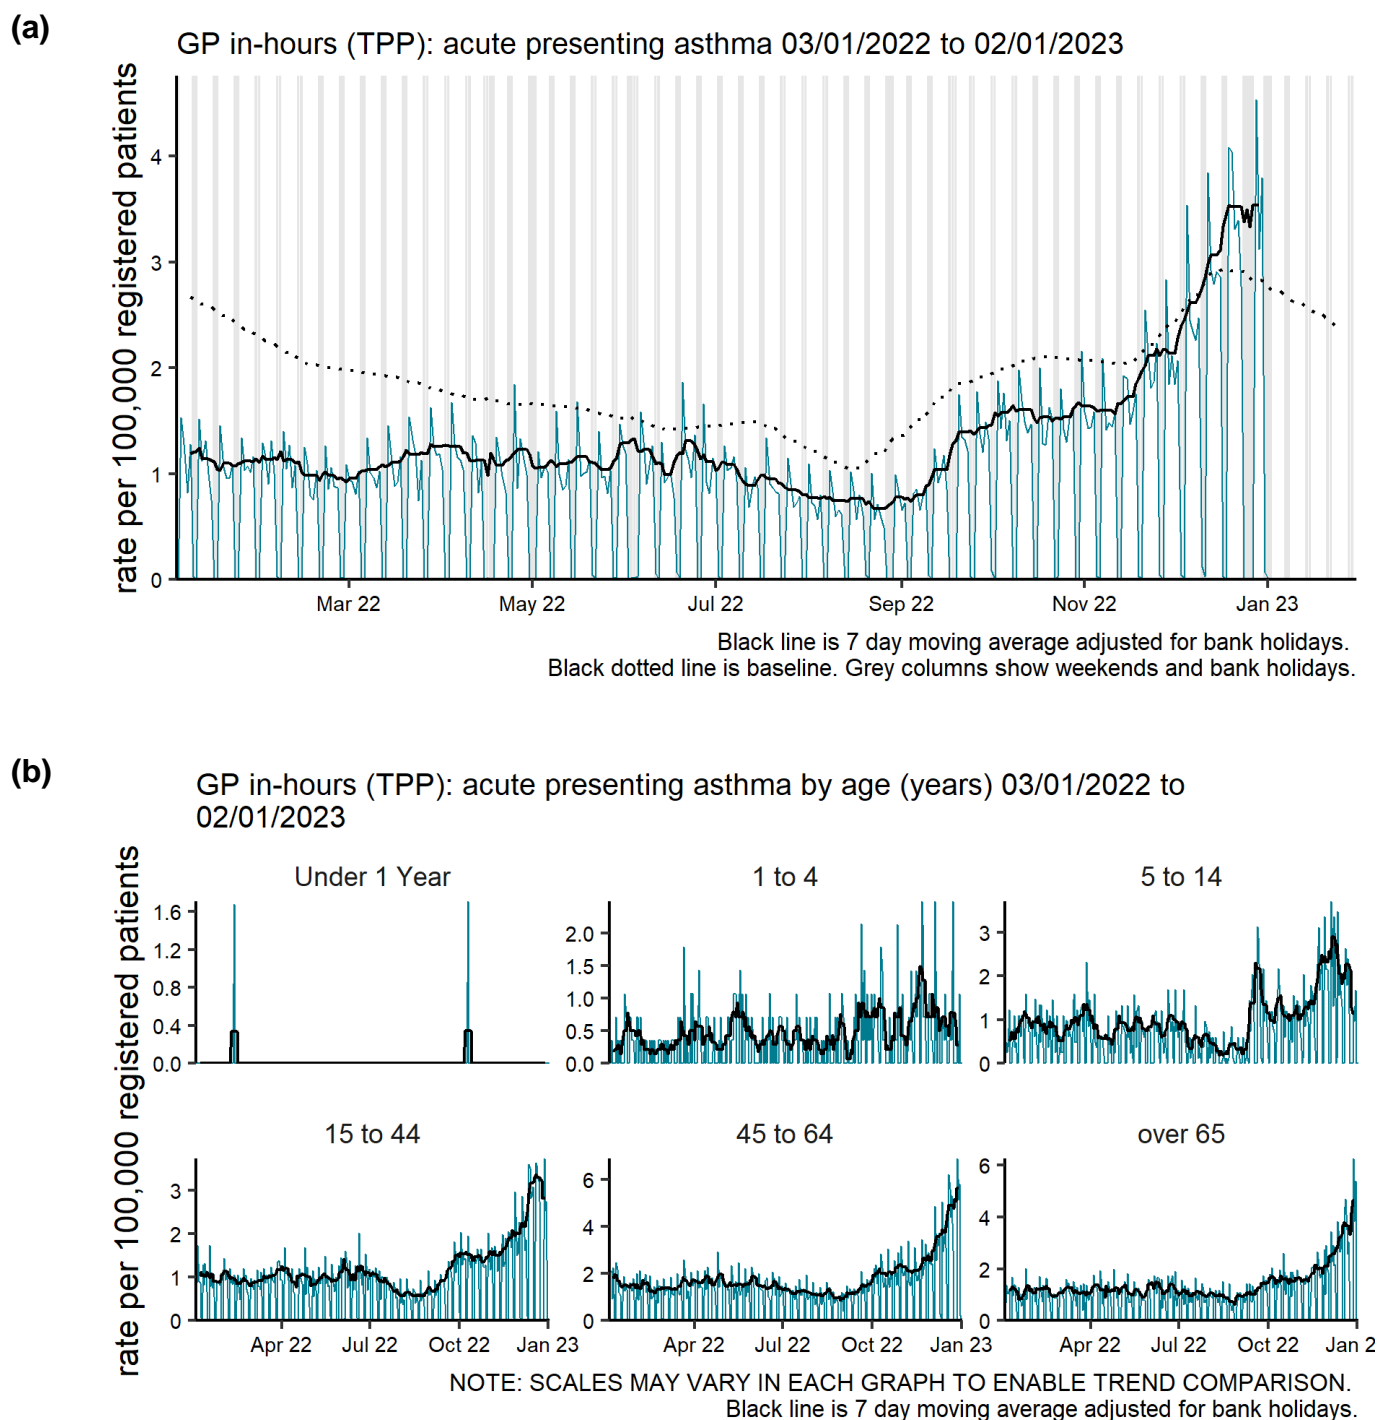 (a)
GP in-hours (TPP): acute presenting asthma 03/01/2022 to 02/01/2023
rate per 100,000 registered patients
4
3
2
1
0
Mar 22 May 22 Jul 22 Sep 22 Nov 22 Jan 23
Black line is 7 day moving average adjusted for bank holidays.
Black dotted line is baseline. Grey columns show weekends and bank holidays.
(b)
GP in-hours (TPP): acute presenting asthma by age (years) 03/01/2022 to
02/01/2023
rate per 100,000 registered patients
Under 1 Year
1.6
1.2
0.8
0.4
0.0
1 to 4
2.0
1.5
1.0
0.5
0.0
5 to 14
3
2
1
0
15 to 44
3
2
1
0
Apr 22 Jul 22 Oct 22 Jan 23
45 to 64
6
4
2
0
Apr 22 Jul 22 Oct 22 Jan 23
over 65
6
4
2
0
Apr 22 Jul 22 Oct 22 Jan 2
NOTE: SCALES MAY VARY IN EACH GRAPH TO ENABLE TREND COMPARISON.
Black line is 7 day moving average adjusted for bank holidays.